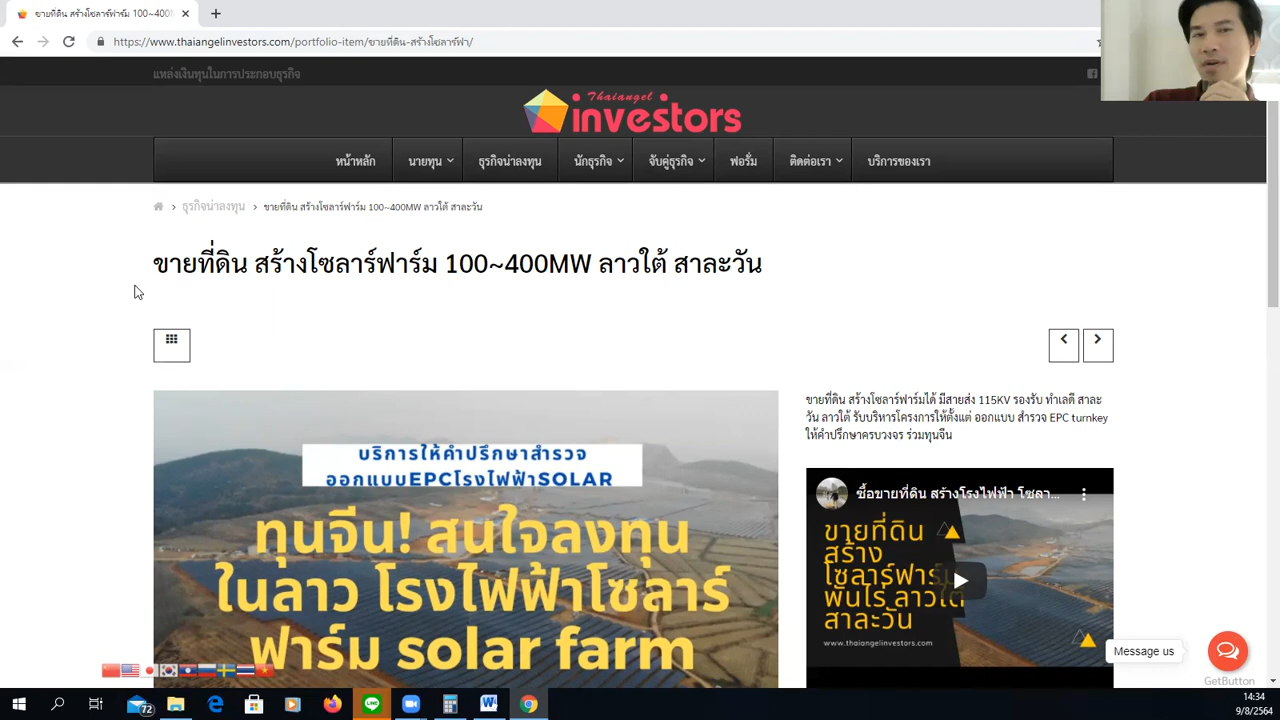 ขายที่ดิน สร้างโซลาร์ฟาร์ม 100~400M
https://www.thaiangelinvestors.com/portfolio-item/ขายที่ดิน-สร้างโซลาร์ฟา/
แหล่งเงินทุนในการประกอบธุรกิจ
Thaiangel
investors
หน้าหลัก นายทุน ธุรกิจน่าลงทุน นักธุรกิจ จับคู่ธุรกิจ ฟอรั่ม ติดต่อเรา บริการของเรา
ธุรกิจน่าลงทุน › ขายที่ดิน สร้างโซลาร์ฟาร์ม 100~400MW ลาวใต้ สาละวัน
ขายที่ดิน สร้างโซลาร์ฟาร์ม 100~400MW ลาวใต้ สาละวัน
บริการให้คำปรึกษาสำรวจ
ออกแบบEPCโรงไฟฟ้าSOLAR
ทุนจีน! สนใจลงทุน
ในลาว โรงไฟฟ้าโซลาร์
ฟาร์ม solar farm
ขายที่ดิน สร้างโซลาร์ฟาร์มได้ มีสายส่ง 115KV รองรับ ทำเลดี สาละ
วัน ลาวใต้ รับบริหารโครงการให้ตั้งแต่ ออกแบบ สำรวจ EPC turnkey
ให้คำปรึกษาครบวงจร ร่วมทุนจีน
ซื้อขายที่ดิน สร้างโรงไฟฟ้า โซลา...
ขายที่ดิน
สร้าง
โซลาร์ฟาร์ม
พันไร่ ลาวใต้
สาละวัน
www.thaiangelinvestors.com
Message us
GetButton
72
14:34
9/8/2564